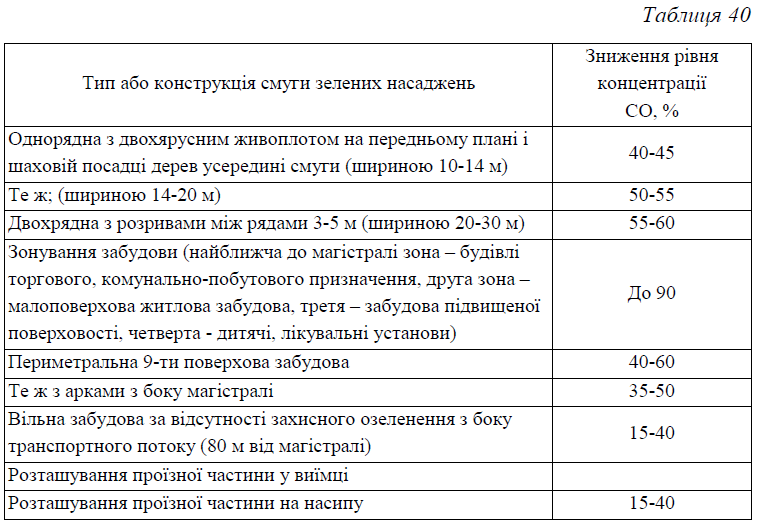 Таблиця 40
Тип або конструкція смуги зелених насаджень
Зниження рівня
концентрації
СО, %
Однорядна з двохярусним живоплотом на передньому плані і
шаховій посадці дерев усередині смуги (шириною 10-14 м)
40-45
Те ж; (шириною 14-20 м)
50-55
Двохрядна з розривами між рядами 3-5 м (шириною 20-30 м)
55-60
Зонування забудови (найближча до магістралі зона – будівлі
торгового, комунально-побутового призначення, друга зона –
малоповерхова житлова забудова, третя – забудова підвищеної
поверховості, четверта - дитячі, лікувальні установи)
До 90
Периметральна 9-ти поверхова забудова
40-60
Те ж з арками з боку магістралі
35-50
Вільна забудова за відсутності захисного озеленення з боку
транспортного потоку (80 м від магістралі)
15-40
Розташування проїзної частини у виїмці
Розташування проїзної частини на насипу
15-40